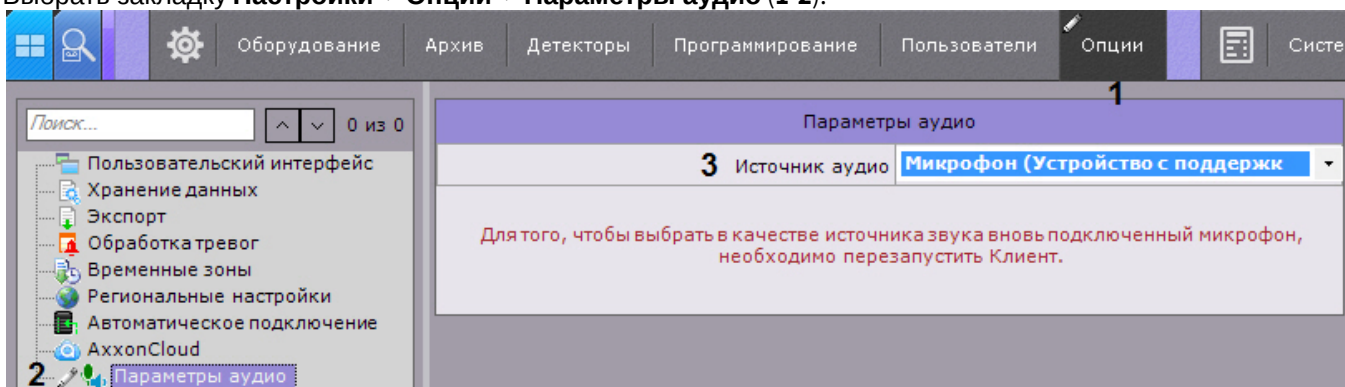 Выбрать закладку Настройки -> Опции -> Параметры аудио (1-2).
Оборудование Архив Детекторы Программирование Пользователи Опции Систе
1
Поиск... 0 из 0
Параметры аудио
3 Источник аудио Микрофон (Устройство с поддержк
Пользовательский интерфейс
Хранение данных
Экспорт
Обработка тревог
Временные зоны
Региональные настройки
Автоматическое подключение
AxxonCloud
2 Параметры аудио
Для того, чтобы выбрать в качестве источника звука вновь подключенный микрофон,
необходимо перезапустить Клиент.